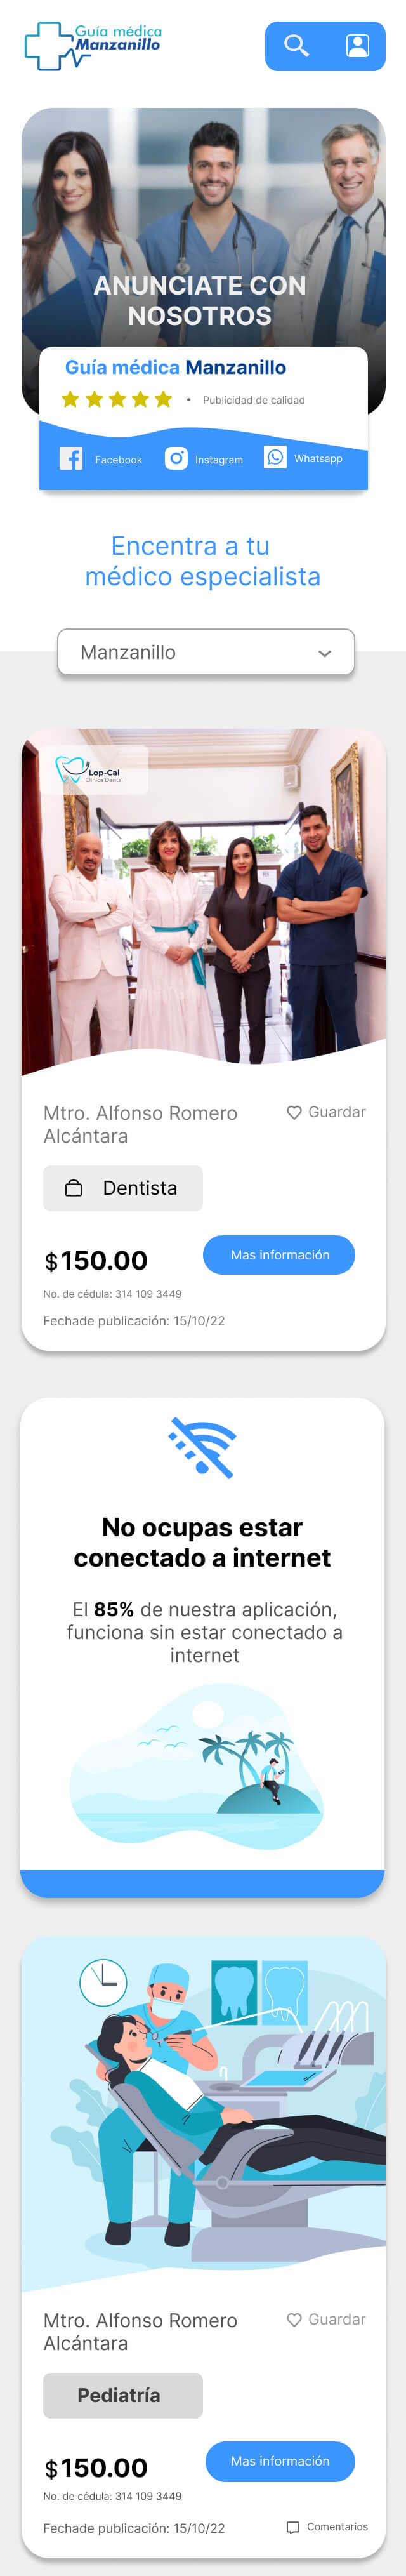 Guía médica
Manzanillo
ANUNCIATE CON
NOSOTROS
Guía médica Manzanillo
• Publicidad de calidad
Facebook
Instagram
Whatsapp
Encentra a tu
médico especialista
Manzanillo
Lop-Cal
Clínica Dental
Mtro. Alfonso Romero
Alcántara
Guardar
Dentista
$150.00
Mas información
No. de cédula: 314 109 3449
Fechade publicación: 15/10/22
No ocupas estar
conectado a internet
El 85% de nuestra aplicación,
funciona sin estar conectado a
internet
Mtro. Alfonso Romero
Alcántara
Guardar
Pediatría
$150.00
Mas información
No. de cédula: 314 109 3449
Fechade publicación: 15/10/22
Comentarios